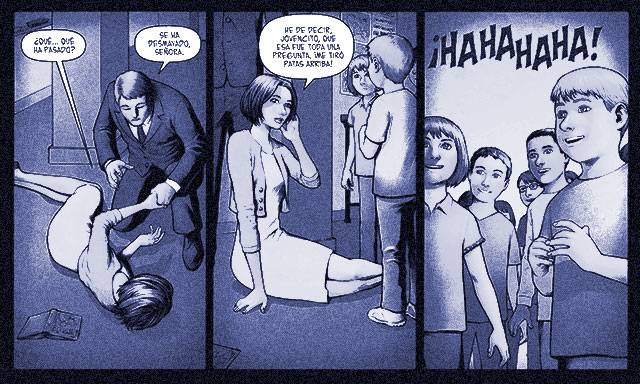 ¿QUÉ... QUÉ
HA PASADO?
SE HA
DESMAYADO,
SEÑORA.
HE DE DECIR,
JOVENCITO, QUE
ESA FUE TODA UNA
PREGUNTA. ¡ME TIRÓ
PATAS ARRIBA!
¡HAHAHAHA!